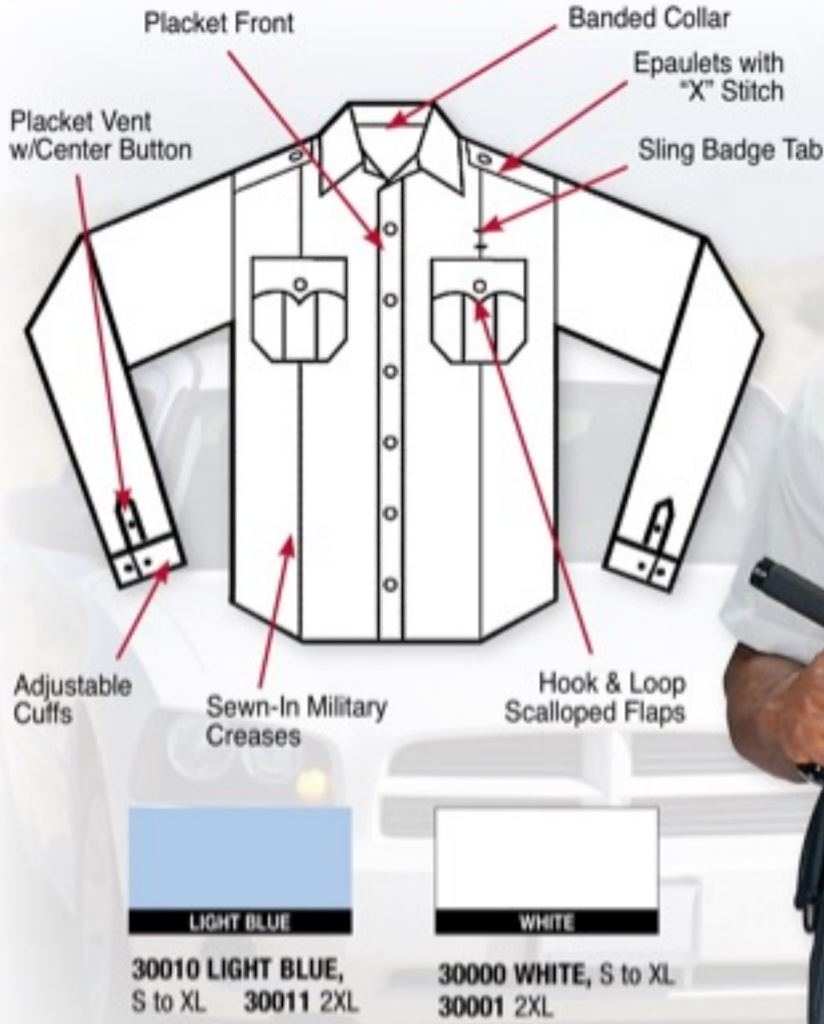 Placket Front
Banded Collar
Epaulets with
"X" Stitch
Placket Vent
w/Center Button
Sling Badge Tab
Adjustable
Cuffs
Sewn-In Military
Creases
Hook & Loop
Scalloped Flaps
LIGHT BLUE
WHITE
30010 LIGHT BLUE,
S to XL 30011 2XL
30000 WHITE, S to XL
30001 2XL